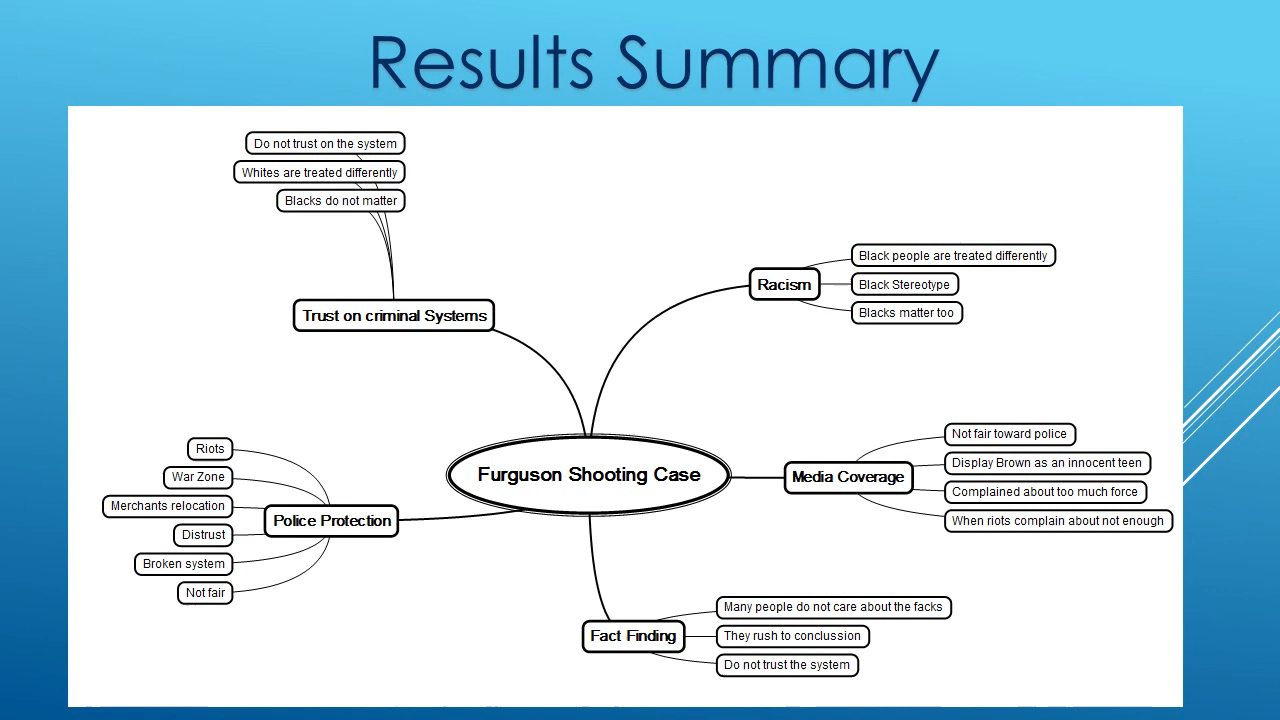 Results Summary
Do not trust on the system
Whites are treated differently
Blacks do not matter
Trust on criminal Systems
Racism
Black people are treated differently
Black Stereotype
Blacks matter too
Furguson Shooting Case
Media Coverage
Not fair toward police
Display Brown as an innocent teen
Complained about too much force
When riots complain about not enough
Riots
War Zone
Merchants relocation
Distrust
Broken system
Not fair
Police Protection
Fact Finding
Many people do not care about the facks
They rush to conclussion
Do not trust the system